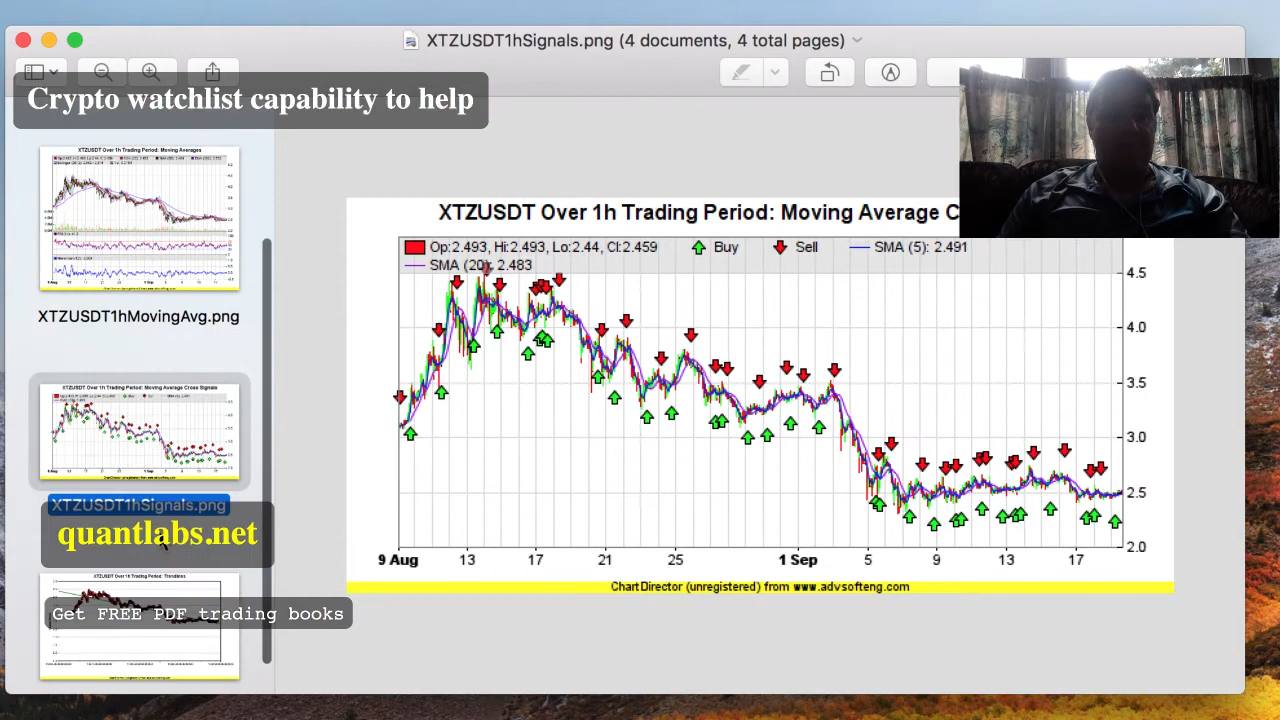 XTZUSDT1hSignals.png (4 documents, 4 total pages)
Crypto watchlist capability to help
XTZUSDT Over 1h Trading Period: Moving Averages
XTZUSDT1hMovingAvg.png
XTZUSDT Over 1h Trading Period: Moving Average Cross Signals
XTZUSDT1hSignals.png
quantlabs.net
XTZUSDT Over 1h Trading Period: Trendlines
Get FREE PDF trading books
XTZUSDT Over 1h Trading Period: Moving Average C
Op:2.493, Hi:2.493, Lo:2.44, Cl:2.459 Buy Sell SMA (5): 2.491
SMA (20): 2.483
4.5
4.0
3.5
3.0
2.5
2.0
9 Aug 13 17 21 25 1 Sep 5 9 13 17
ChartDirector (unregistered) from www.advsofteng.com